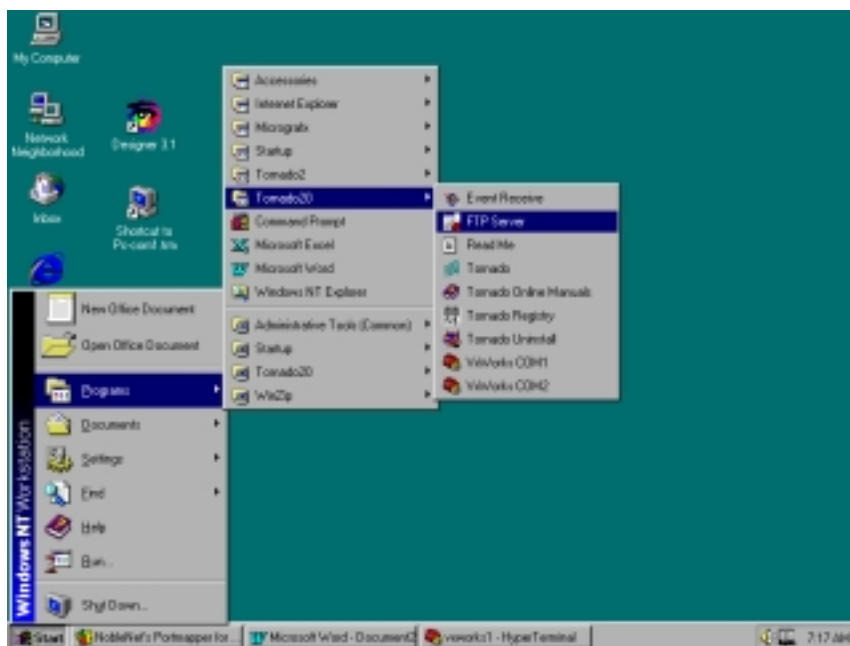 My Computer
Network Neighborhood
Designer 3.1
Inbox
Shortcut to
Accessories
Internet Explorer
Micrografx
Startup
Tornado2
Tornado20
Command Prompt
Microsoft Excel
Microsoft Word
Windows NT Explorer
Administrative Tools (Common)
Startup
Tornado20
WinZip
Event Receive
FTP Server
Read Me
Tornado
Tornado Online Manuals
Tornado Registry
Tornado Uninstall
VxWorks COM1
VxWorks COM2
New Office Document
Open Office Document
Programs
Documents
Settings
Find
Help
Run...
Shut Down...
Windows NT Workstation
Start
NobleNet's Portmapper for ...
Microsoft Word - Document2
vxworks1 - HyperTerminal
7:17 AM